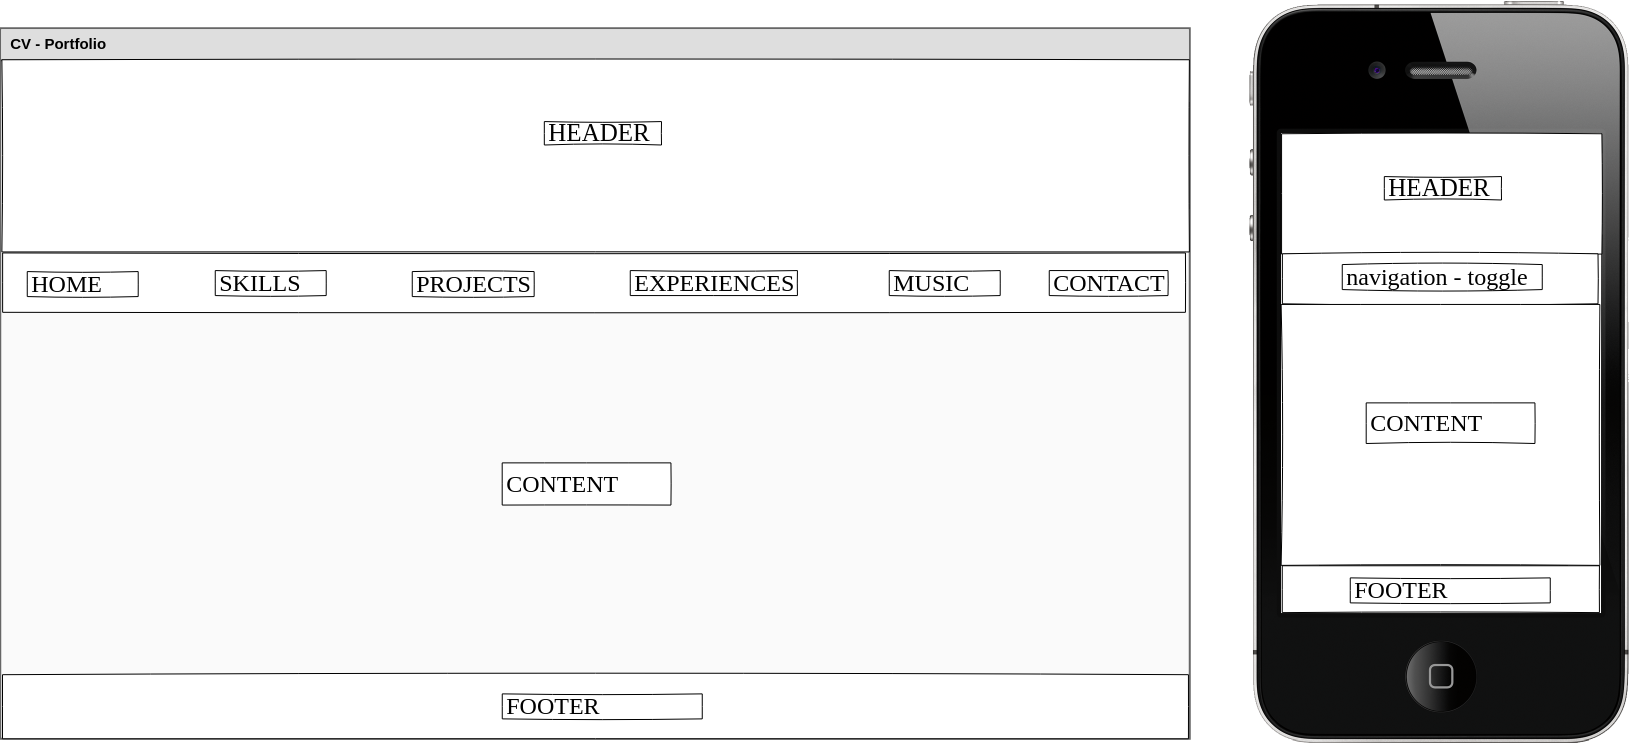 CV - Portfolio
HEADER
HOME
SKILLS
PROJECTS
EXPERIENCES
MUSIC
CONTACT
CONTENT
FOOTER
HEADER
navigation - toggle
CONTENT
FOOTER